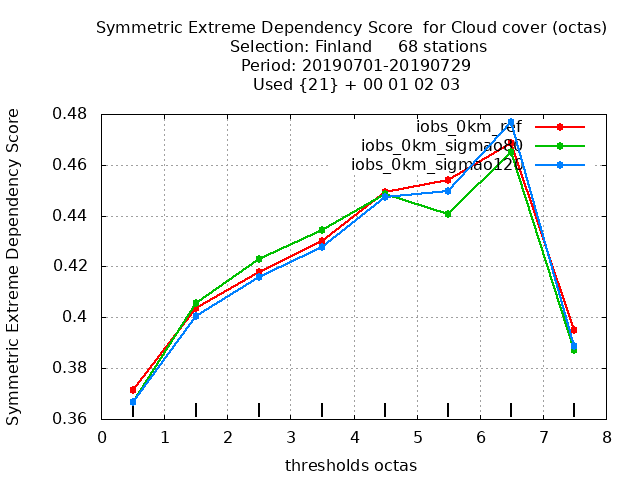 Symmetric Extreme Dependency Score  for Cloud cover (octas)
Selection: Finland     68 stations
Period: 20190701-20190729
Used {21} + 00 01 02 03
Symmetric Extreme Dependency Score
0.48
0.46
0.44
0.42
0.4
0.38
0.36
iobs_0km_ref
iobs_0km_sigmao80
iobs_0km_sigmao120
0 1 2 3 4 5 6 7 8
thresholds octas